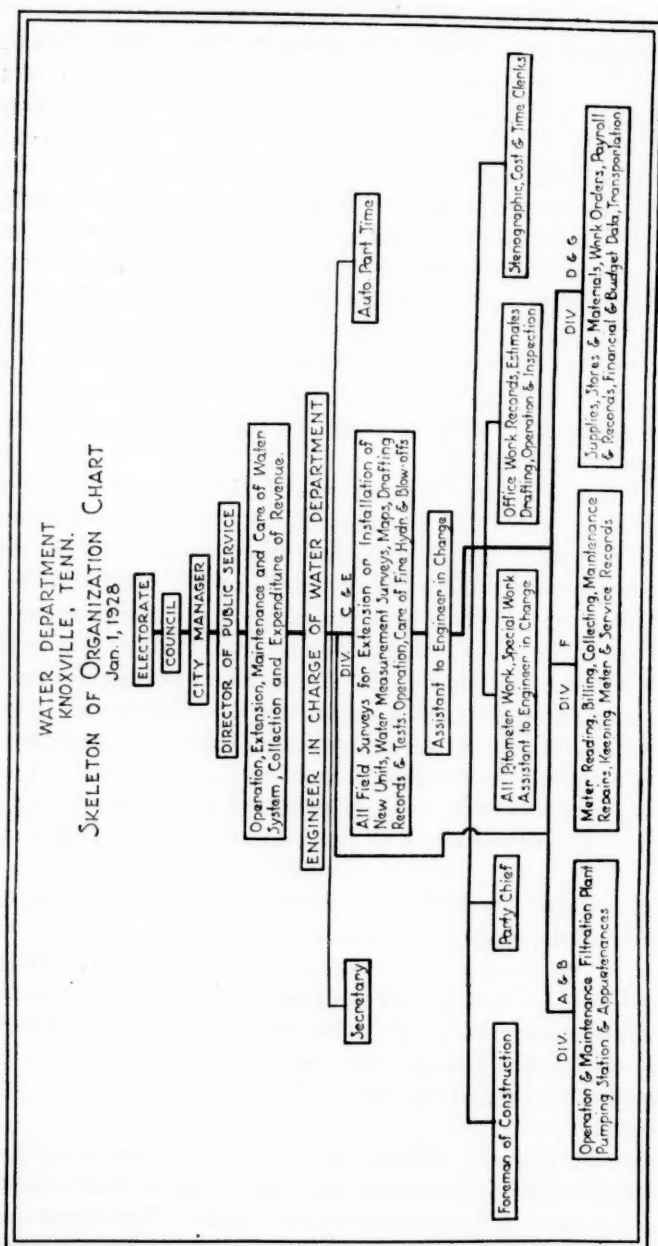 WATER DEPARTMENT
KNOXVILLE, TENN.
SKELETON OF ORGANIZATION CHART
Jan. 1, 1928
ELECTORATE
COUNCIL
CITY MANAGER
DIRECTOR OF PUBLIC SERVICE
Operation, Extension, Maintenance and Care of Water
System, Collection and Expenditure of Revenue.
ENGINEER IN CHARGE OF WATER DEPARTMENT
Secretary
DIV. C & E
Auto. Part Time
All Field Surveys for Extension or Installation of
New Units, Water Measurement Surveys, Maps, Drafting
Records & Tests. Operation, Care of Fire Hydr. & Blow-offs
Assistant to Engineer in Charge
Foreman of Construction
Party Chief
All Pitometer Work, Special Work
Assistant to Engineer in Charge
Office Work Records, Estimates
Drafting, Operation & Inspection
Stenographic, Cost & Time Clerks
DIV. A & B
Operation & Maintenance Filtration Plant
Pumping Station & Appuetenances
DIV F
Meter Reading, Billing, Collecting, Maintenance
Repairs, Keeping Meter & Service Records
DIV D & G
Supplies, Stores & Materials, Work Orders, Payroll
& Records, Financial & Budget Data, Transportation